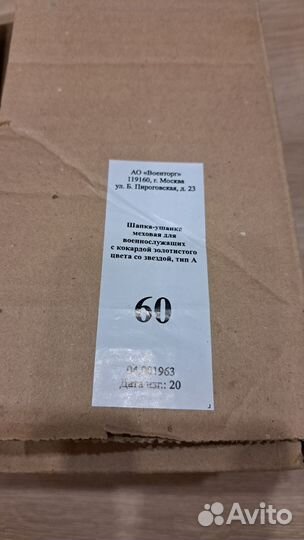 АО «Военторг»
119160, г. Москва
ул. Б. Пироговская, д. 23
Шапка-ушанкс
меховая для
военнослужащих
с кокардой золотистого
цвета со звездой, тип А
60
04.001963
Дата изг.: 20
Avito